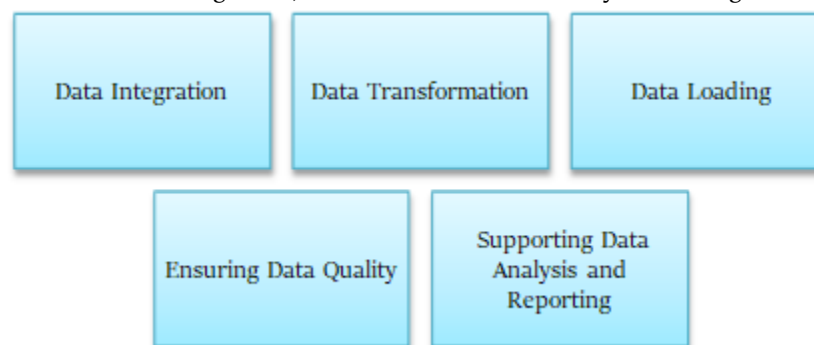 Data Integration
Data Transformation
Data Loading
Ensuring Data Quality
Supporting Data
Analysis and
Reporting